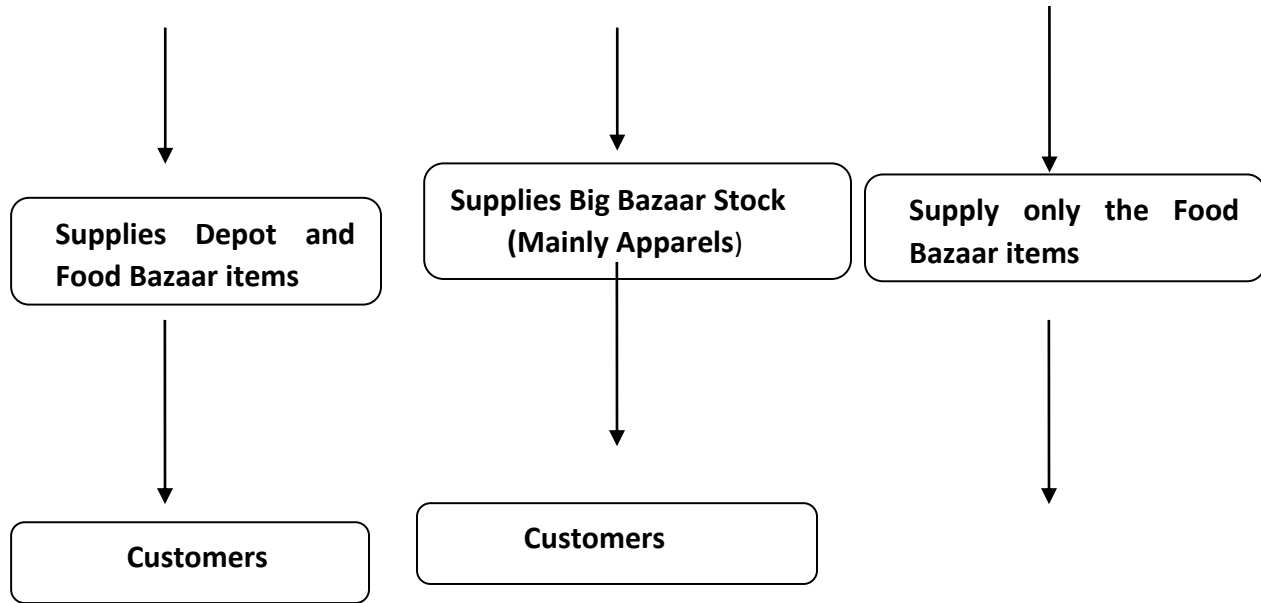 Supplies Depot and
Food Bazaar items
Supplies Big Bazaar Stock
(Mainly Apparels)
Supply only the Food
Bazaar items
Customers
Customers